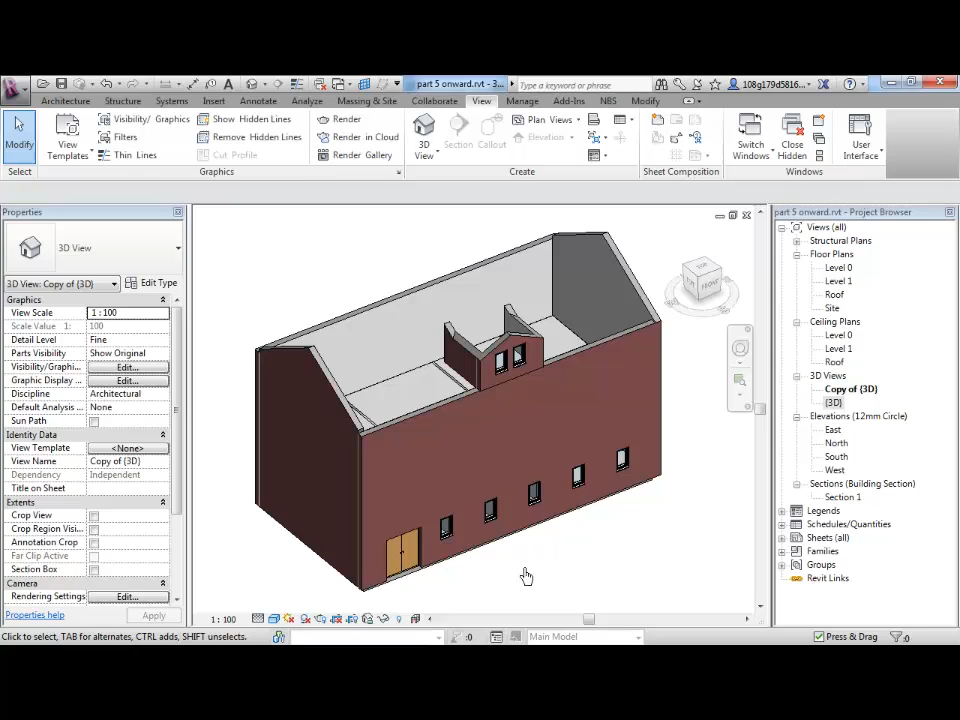 part 5 onward.rvt - 3...
Type a keyword or phrase
108g179d5816...
Architecture Structure Systems Insert Annotate Analyze Massing & Site Collaborate View Manage Add-Ins NBS Modify
Modify
View Templates
Visibility/ Graphics
Filters
Thin Lines
Show Hidden Lines
Remove Hidden Lines
Cut Profile
Render
Render in Cloud
Render Gallery
3D View
Section
Callout
Plan Views
Elevation
Switch Windows
Close Hidden
User Interface
Select
Graphics
Create
Sheet Composition
Windows
Properties
3D View
3D View: Copy of {3D}
Edit Type
Graphics
View Scale 1 : 100
Scale Value 1: 100
Detail Level Fine
Parts Visibility Show Original
Visibility/Graphi... Edit...
Graphic Display ... Edit...
Discipline Architectural
Default Analysis ... None
Sun Path
Identity Data
View Template <None>
View Name Copy of {3D}
Dependency Independent
Title on Sheet
Extents
Crop View
Crop Region Visi...
Annotation Crop
Far Clip Active
Section Box
Camera
Rendering Settings Edit...
Properties help
Apply
TOP
FRONT
1 : 100
part 5 onward.rvt - Project Browser
Views (all)
Structural Plans
Floor Plans
Level 0
Level 1
Roof
Site
Ceiling Plans
Level 0
Level 1
Roof
3D Views
Copy of {3D}
{3D}
Elevations (12mm Circle)
East
North
South
West
Sections (Building Section)
Section 1
Legends
Schedules/Quantities
Sheets (all)
Families
Groups
Revit Links
Click to select, TAB for alternates, CTRL adds, SHIFT unselects.
:0
Main Model
Press & Drag
:0